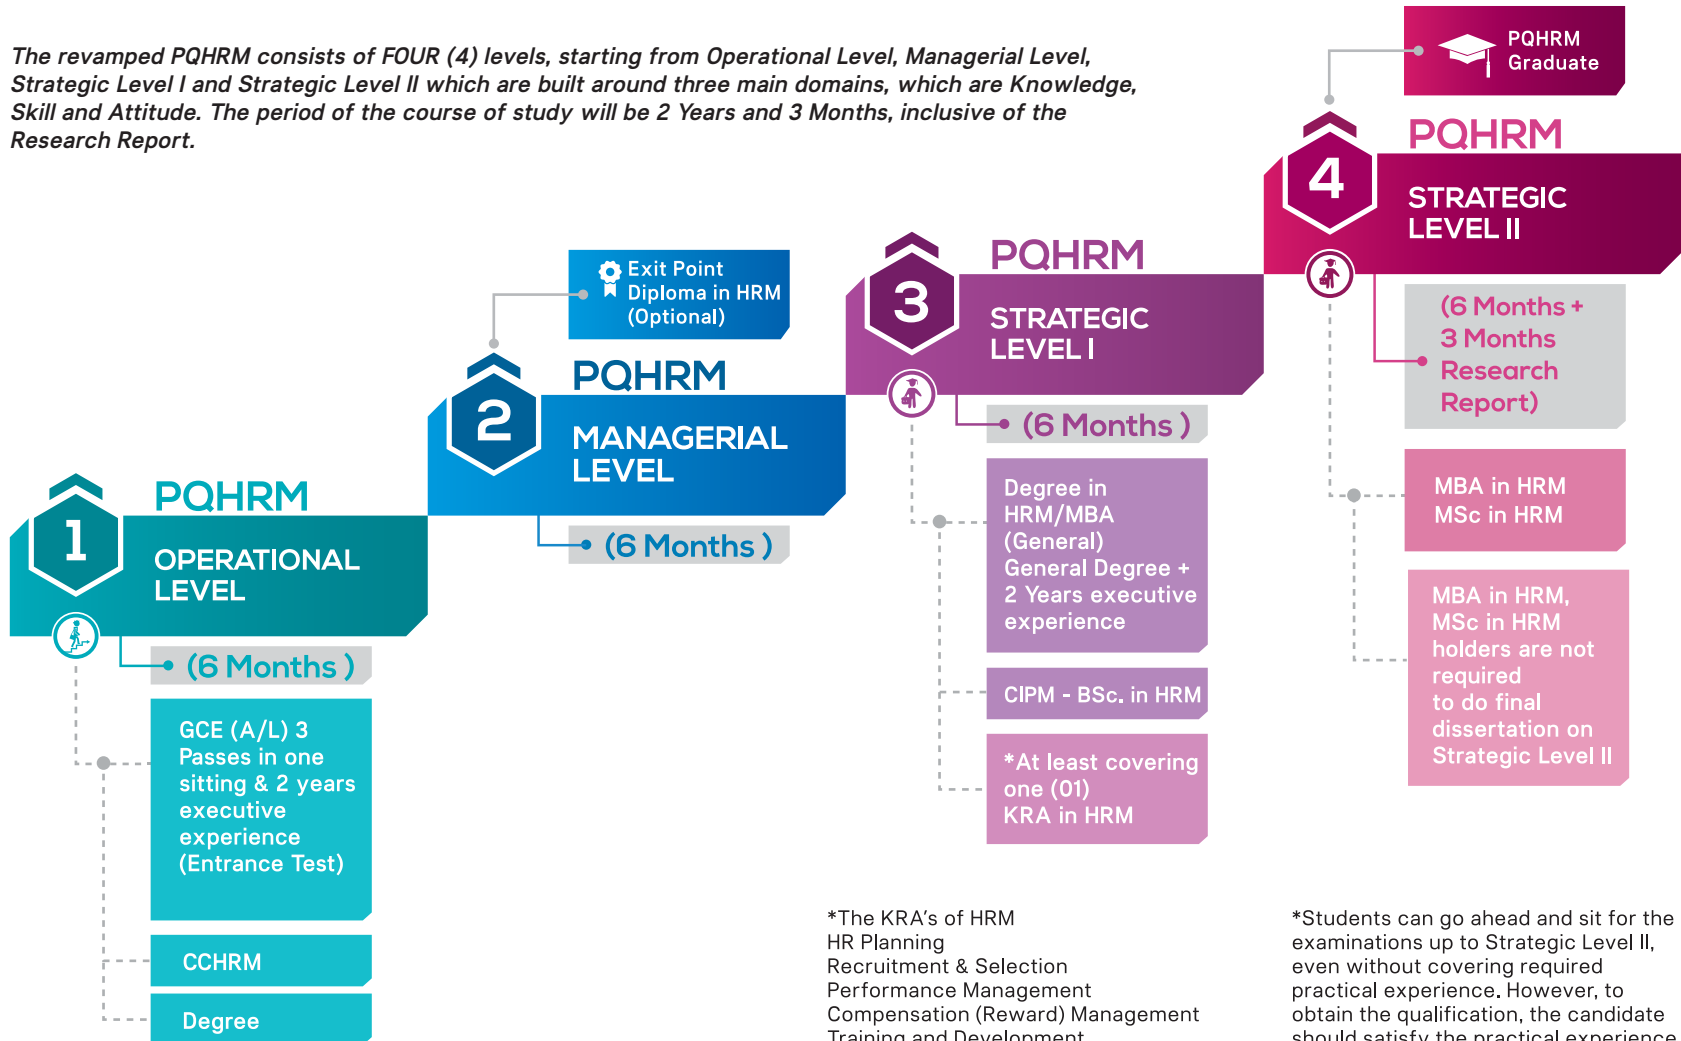 The revamped PQHRM consists of FOUR (4) levels, starting from Operational Level, Managerial Level,
Strategic Level I and Strategic Level II which are built around three main domains, which are Knowledge,
Skill and Attitude. The period of the course of study will be 2 Years and 3 Months, inclusive of the
Research Report.
1
PQHRM
OPERATIONAL
LEVEL
(6 Months )
GCE (A/L) 3
Passes in one
sitting & 2 years
executive
experience
(Entrance Test)
CCHRM
Degree
Exit Point
Diploma in HRM
(Optional)
2
PQHRM
MANAGERIAL
LEVEL
(6 Months )
3
PQHRM
STRATEGIC
LEVEL I
(6 Months )
Degree in
HRM/MBA
(General)
General Degree +
2 Years executive
experience
CIPM - BSc. in HRM
*At least covering
one (01)
KRA in HRM
PQHRM
Graduate
4
PQHRM
STRATEGIC
LEVEL II
(6 Months +
3 Months
Research
Report)
MBA in HRM
MSc in HRM
MBA in HRM,
MSc in HRM
holders are not
required
to do final
dissertation on
Strategic Level II
*The KRA's of HRM
HR Planning
Recruitment & Selection
Performance Management
Compensation (Reward) Management
Training and Development
*Students can go ahead and sit for the
examinations up to Strategic Level II,
even without covering required
practical experience. However, to
obtain the qualification, the candidate
should satisfy the practical experience